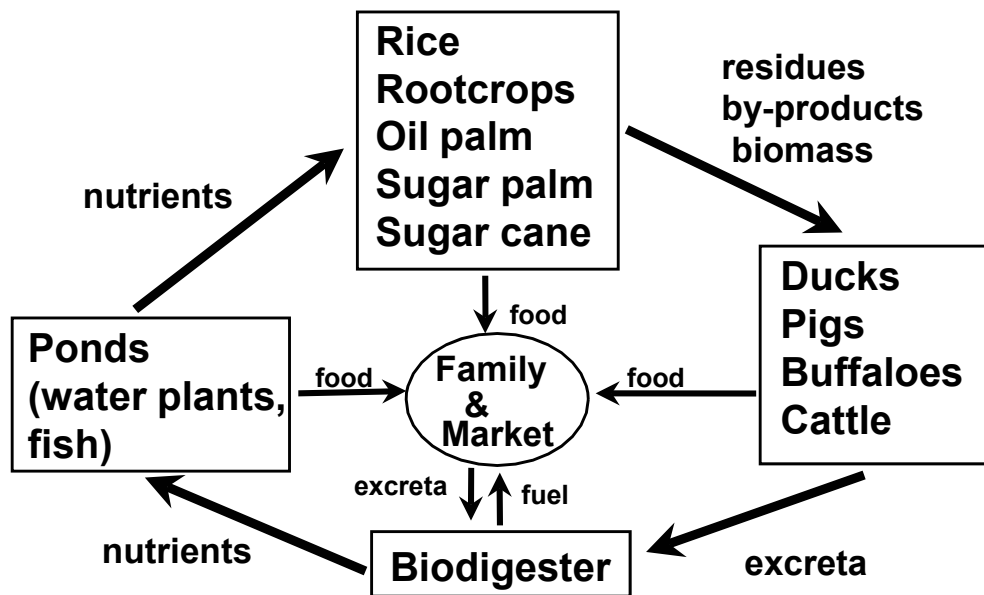 Rice
Rootcrops
Oil palm
Sugar palm
Sugar cane
residues
by-products
biomass
nutrients
Ducks
Pigs
Buffaloes
Cattle
food
Ponds
(water plants,
fish)
food
Family
&
Market
food
excreta
fuel
nutrients
Biodigester
excreta